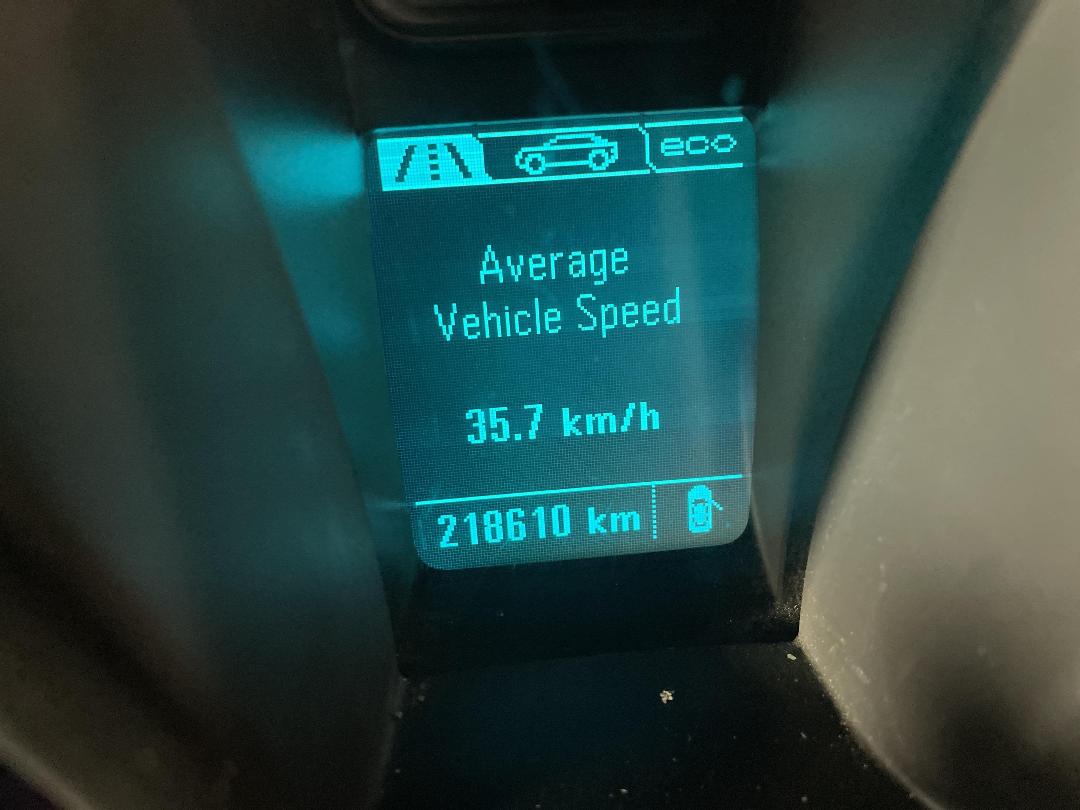 eco
Average
Vehicle Speed
35.7 km/h
218610 km